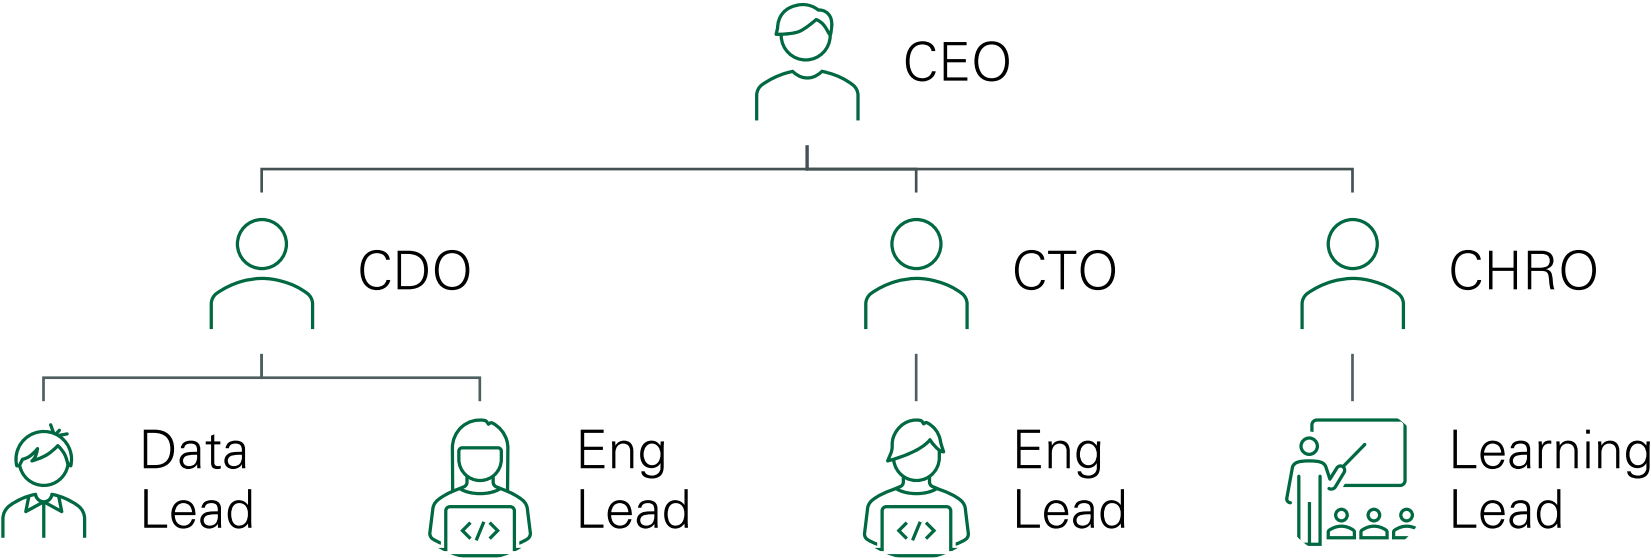 CEO
CDO
CTO
CHRO
Data
Lead
Eng
Lead
</>
Eng
Lead
</>
Learning
Lead